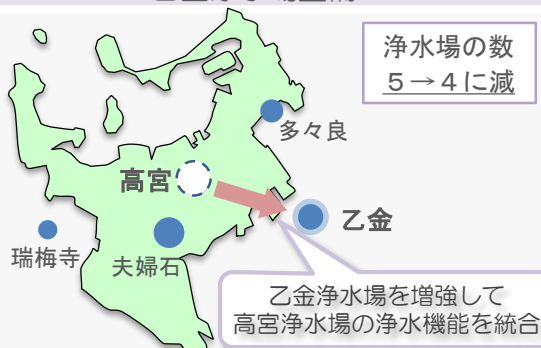 浄水場の数
5→4に減
多々良
高宮
乙金
瑞梅寺
夫婦石
乙金浄水場を増強して
高宮浄水場の浄水機能を統合